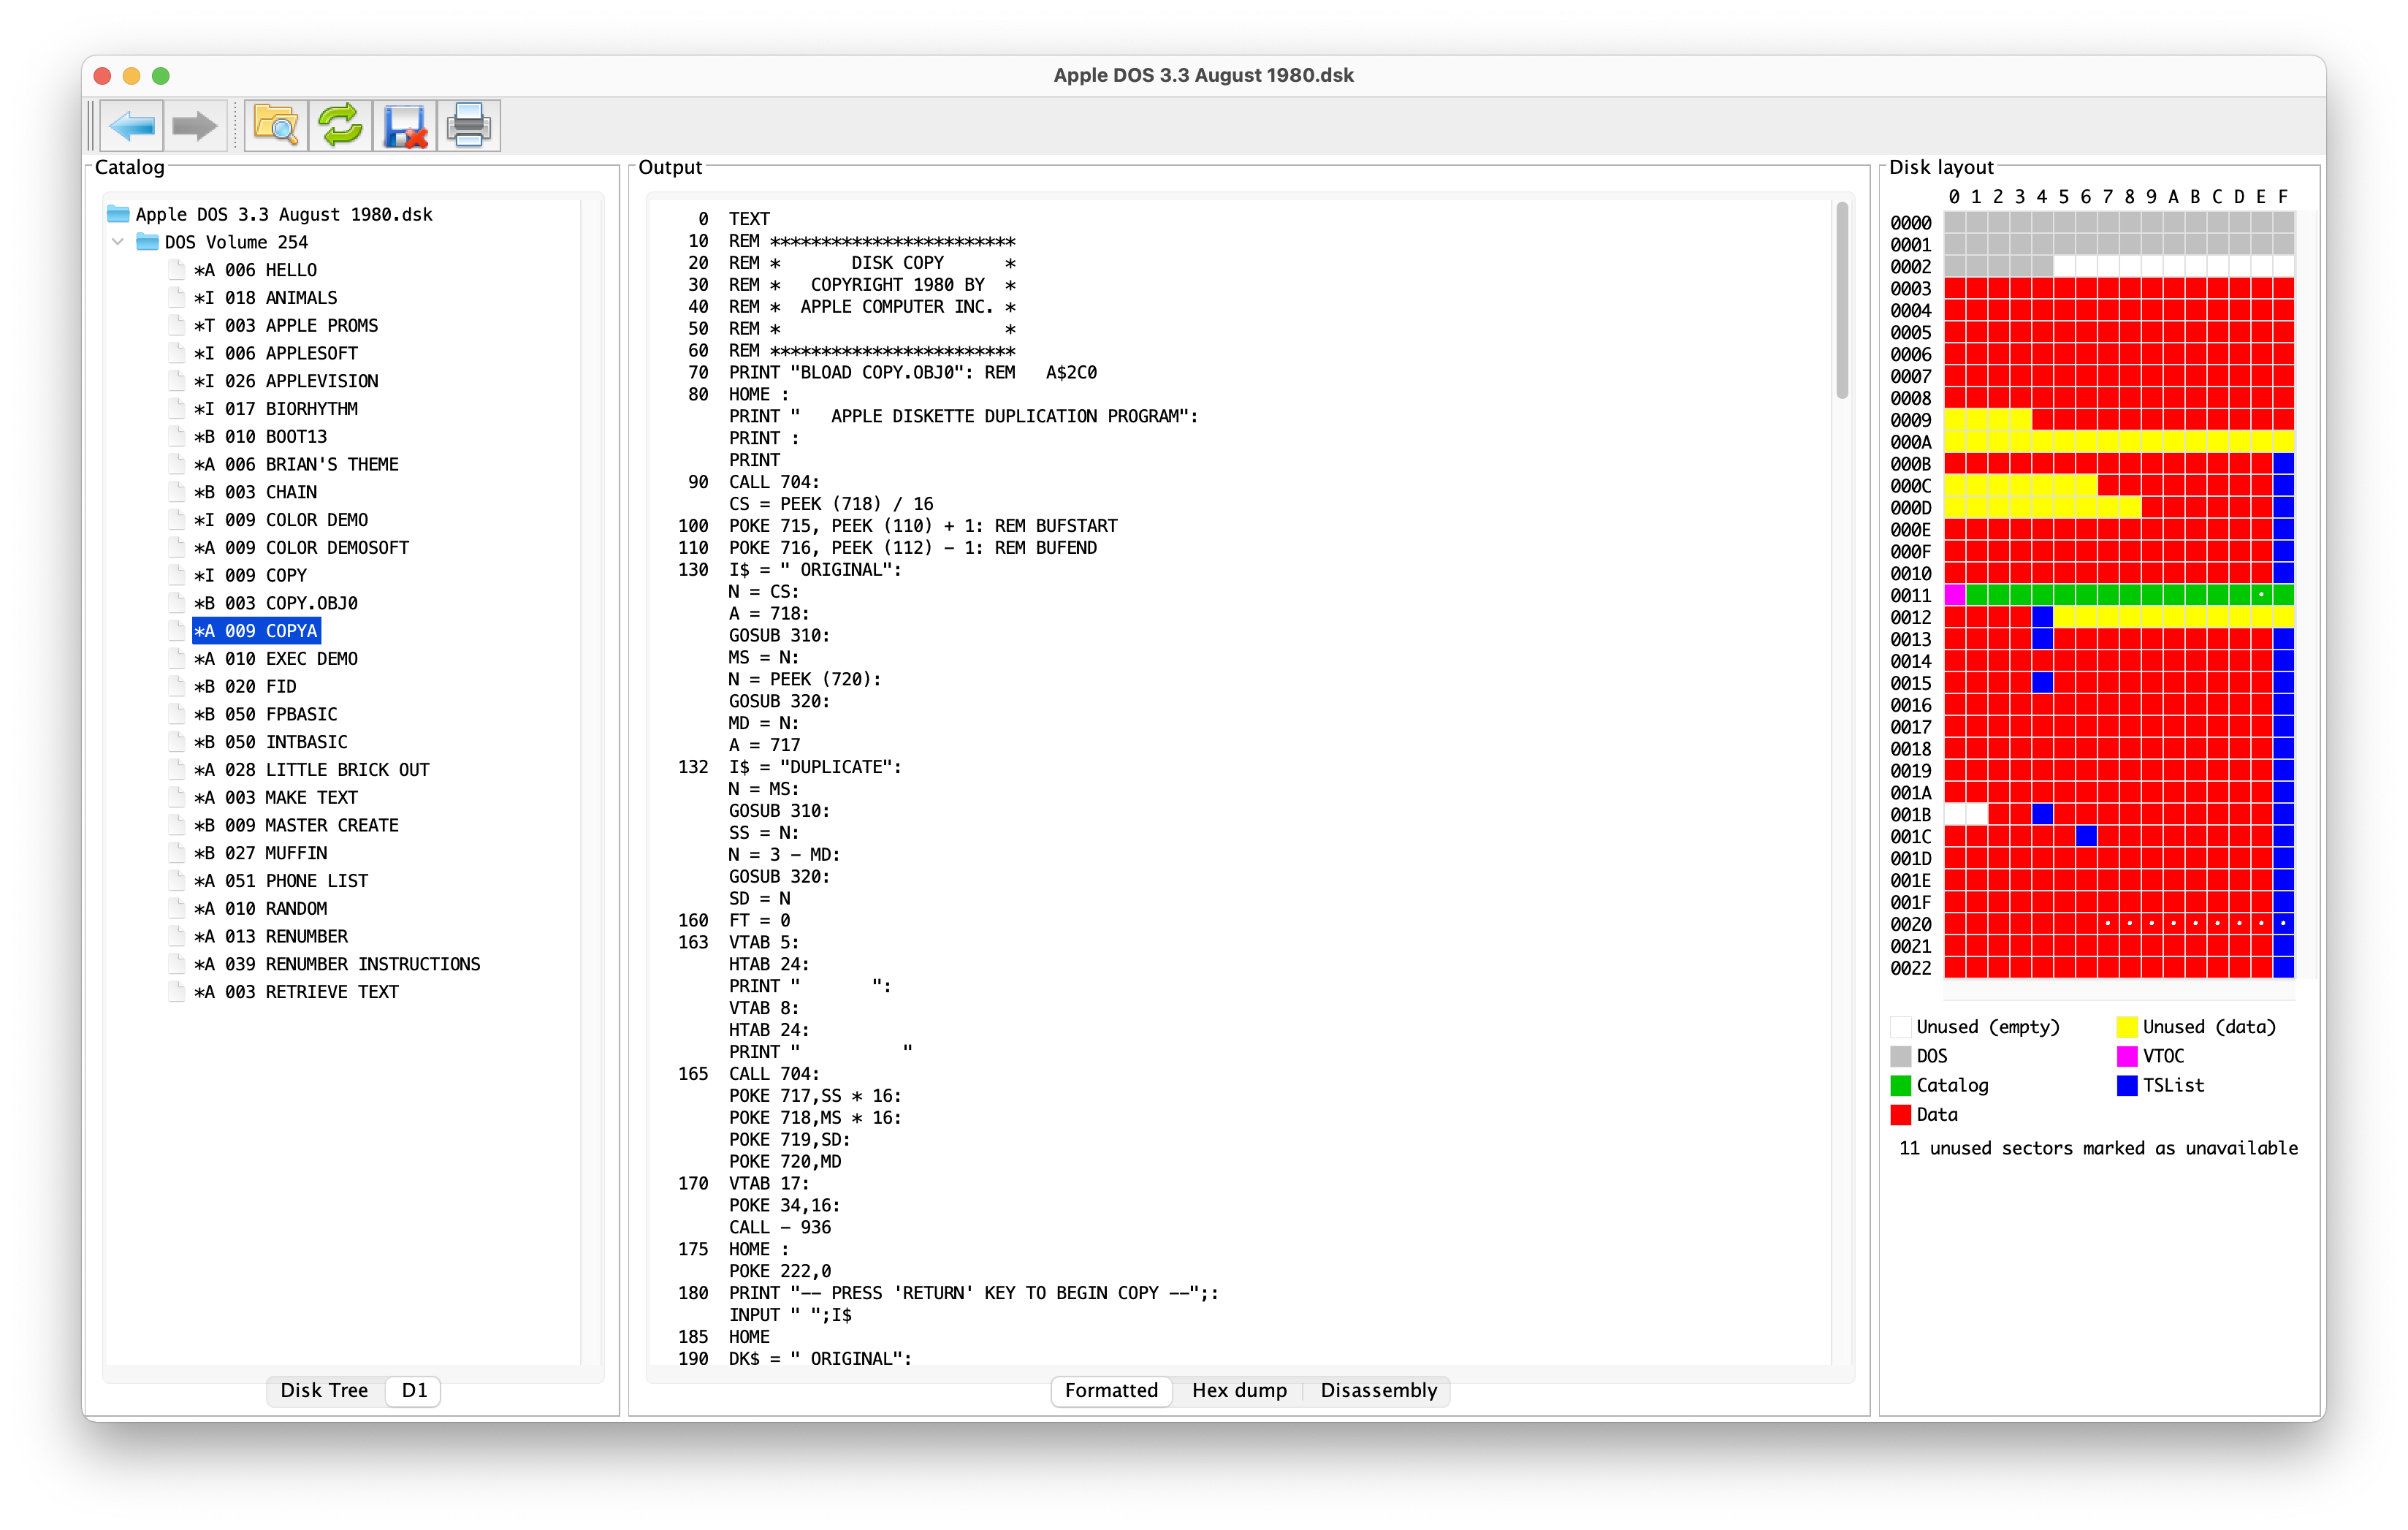 Apple DOS 3.3 August 1980.dsk
Catalog
Apple DOS 3.3 August 1980.dsk
DOS Volume 254
*A 006 HELLO
*I 018 ANIMALS
*T 003 APPLE PROMS
*I 006 APPLESOFT
*I 026 APPLEVISION
*I 017 BIORHYTHM
*B 010 BOOT13
*A 006 BRIAN'S THEME
*B 003 CHAIN
*I 009 COLOR DEMO
*A 009 COLOR DEMOSOFT
*I 009 COPY
*B 003 COPY.OBJ0
*A 009 COPYA
*A 010 EXEC DEMO
*B 020 FID
*B 050 FPBASIC
*B 050 INTBASIC
*A 028 LITTLE BRICK OUT
*A 003 MAKE TEXT
*B 009 MASTER CREATE
*B 027 MUFFIN
*A 051 PHONE LIST
*A 010 RANDOM
*A 013 RENUMBER
*A 039 RENUMBER INSTRUCTIONS
*A 003 RETRIEVE TEXT
Disk Tree D1
Output
0 TEXT
10 REM ************************
20 REM *       DISK COPY      *
30 REM *   COPYRIGHT 1980 BY  *
40 REM *  APPLE COMPUTER INC. *
50 REM *                      *
60 REM ************************
70 PRINT "BLOAD COPY.OBJ0": REM   A$2C0
80 HOME :
PRINT "   APPLE DISKETTE DUPLICATION PROGRAM":
PRINT :
PRINT
90 CALL 704:
CS = PEEK (718) / 16
100 POKE 715, PEEK (110) + 1: REM BUFSTART
110 POKE 716, PEEK (112) - 1: REM BUFEND
130 I$ = " ORIGINAL":
N = CS:
A = 718:
GOSUB 310:
MS = N:
N = PEEK (720):
GOSUB 320:
MD = N:
A = 717
132 I$ = "DUPLICATE":
N = MS:
GOSUB 310:
SS = N:
N = 3 - MD:
GOSUB 320:
SD = N
160 FT = 0
163 VTAB 5:
HTAB 24:
PRINT "       ":
VTAB 8:
HTAB 24:
PRINT "          "
165 CALL 704:
POKE 717,SS * 16:
POKE 718,MS * 16:
POKE 719,SD:
POKE 720,MD
170 VTAB 17:
POKE 34,16:
CALL - 936
175 HOME :
POKE 222,0
180 PRINT "-- PRESS 'RETURN' KEY TO BEGIN COPY --";:
INPUT " ";I$
185 HOME
190 DK$ = " ORIGINAL":
Formatted Hex dump Disassembly
Disk layout
0 1 2 3 4 5 6 7 8 9 A B C D E F
0000
0001
0002
0003
0004
0005
0006
0007
0008
0009
000A
000B
000C
000D
000E
000F
0010
0011
0012
0013
0014
0015
0016
0017
0018
0019
001A
001B
001C
001D
001E
001F
0020
0021
0022
Unused (empty) Unused (data)
DOS VTOC
Catalog TSList
Data
11 unused sectors marked as unavailable